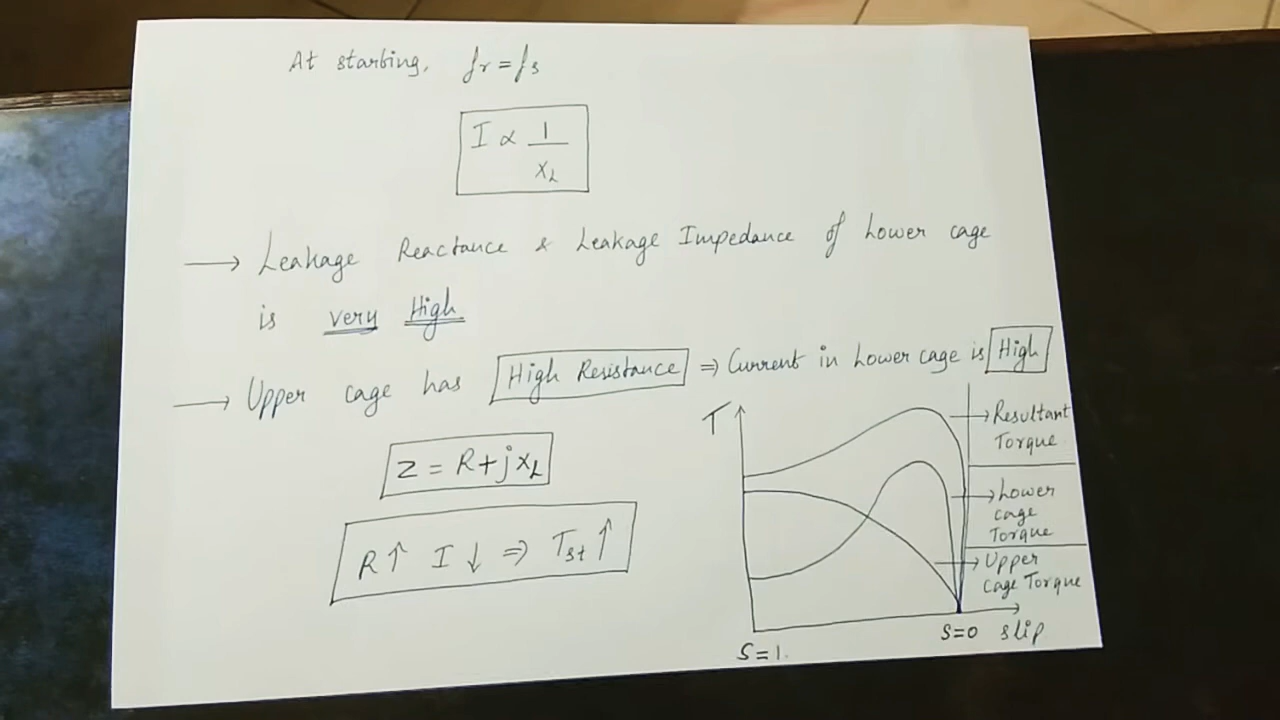 At starting, fr = fs
I ∝ 1
XL
→ Leakage Reactance & Leakage Impedance of Lower cage
is very High
→ Upper cage has High Resistance ⇒ Current in Lower cage is High
Z = R + jXL
R↑ I↓ ⇒ Tst↑
T
→ Resultant
Torque
→ Lower
cage
Torque
→ Upper
cage Torque
S=1.
S=0 slip